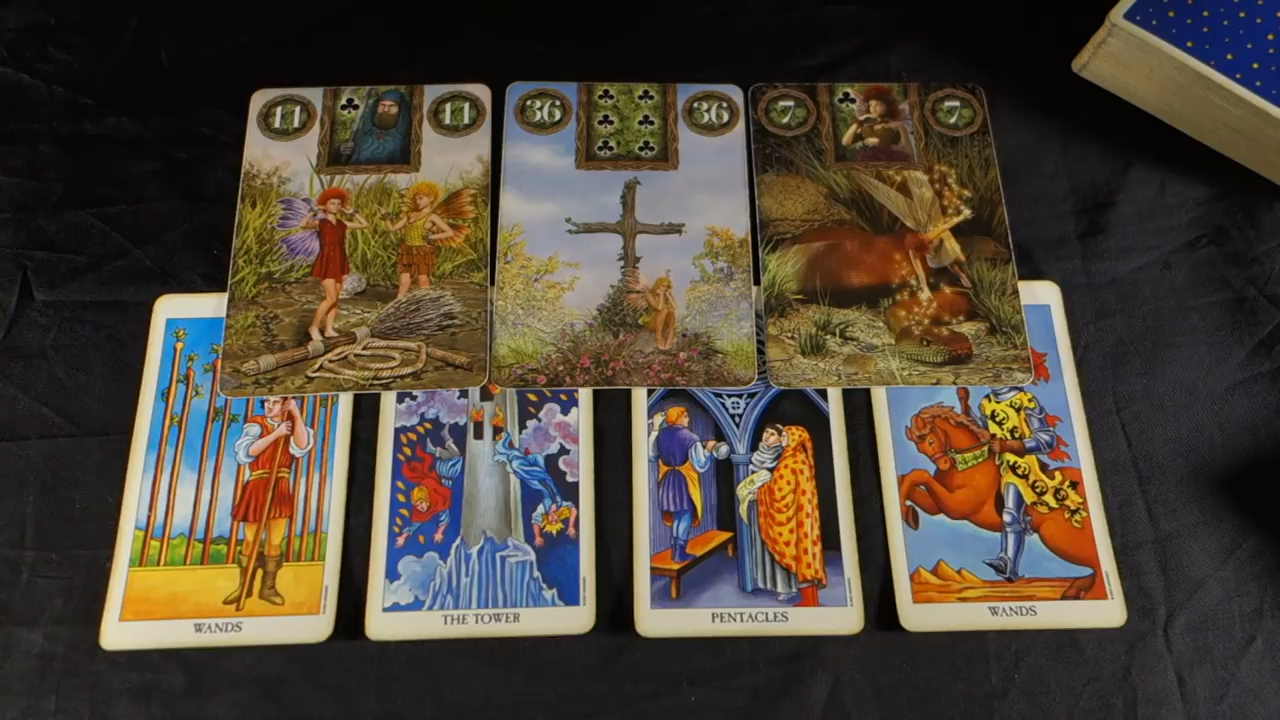 11 11
36 36
7 7
WANDS
THE TOWER
PENTACLES
WANDS